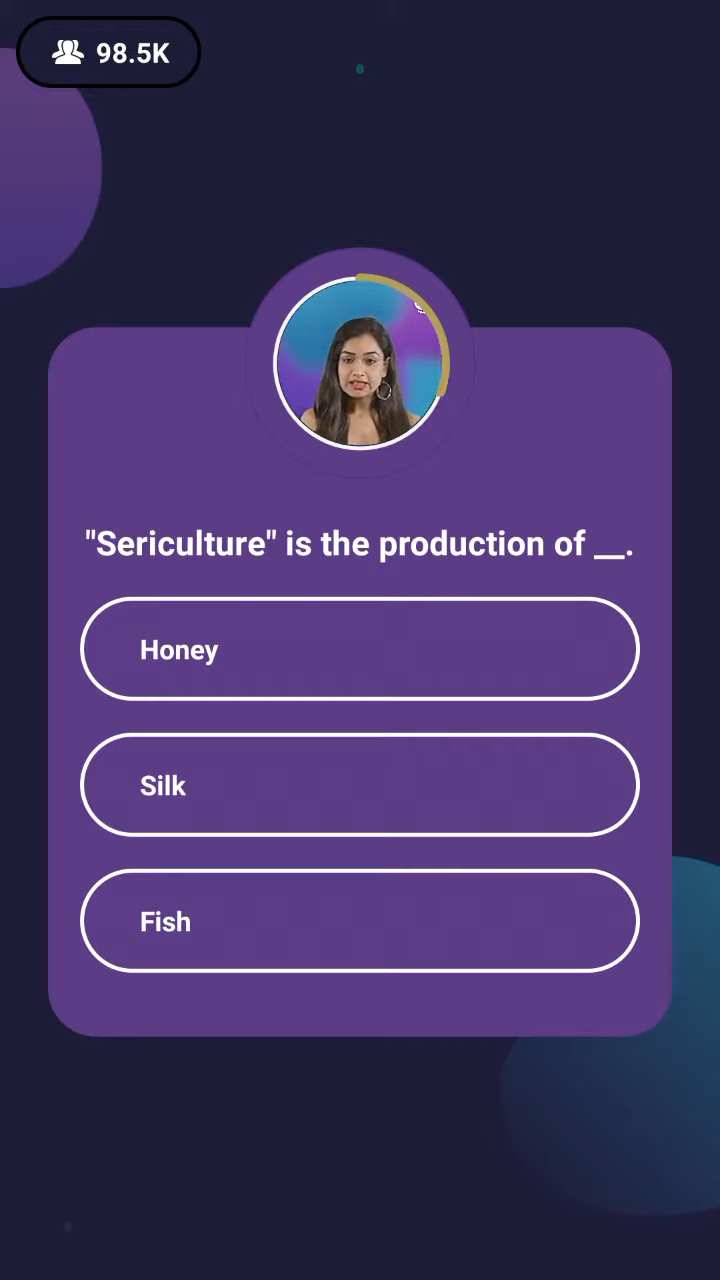 98.5K
"Sericulture" is the production of __.
Honey
Silk
Fish